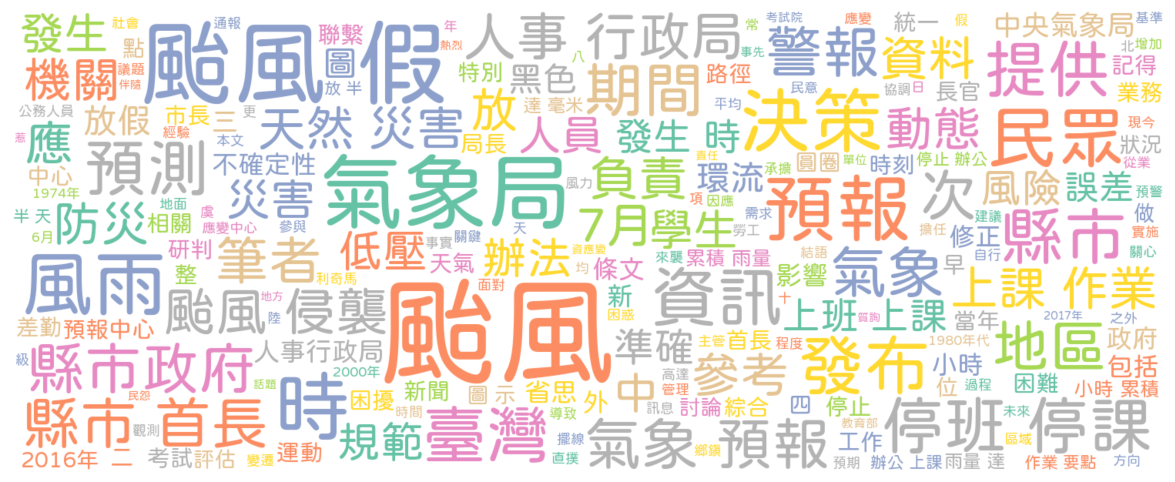 發生 社會 通報 聯繫 年 人事 行政局 常 考試院 應變 統一 假 中央氣象局 基準
點 颱風 假 圖 熱烈 八 事先 警報 資料 北 增加
機關 議題 伴隨 放 半 特別 黑色 期間 路徑 民意 協調 日 長官 提供 記得 業務
公務人員 放假 市長 三 更 天然 災害 放 達 毫米 平均 決策 動態 民眾 現今
惹 應 經驗 本文 局長 人員 發生 時 圓圈 單位 時刻 停止 辦公 狀況 從業
中心 預測 不確定性 氣象局 風力 負責 責任 環流 承擔 次 風險 誤差 預警
1974年 地面 災害 7月 學生 項 因應 預報 建議 做
半 天 防災 相關 虞 應變中心 參與 天 勞工 需求 擔任 修正 縣市 實施
6月 研判 筆者 低壓 事實 關鍵 辦法 資應變 來襲 累積 雨量 結語 自行 關心
風雨 整 利奇馬 天氣 面對 均 條文 影響 氣象 早
颱風 地方 侵襲 颱風 新 資訊 十 上課 作業
差勤 預報中心 陸 困惑 上班 質詢 上課 當年 2017年 之外
級 縣市政府 人事行政局 準確 主管 首長 程度 1980年代 地區 政府
話題 2000年 高達 參考 發布 小時 過程 包括
民怨 時 困擾 新聞 圖 示 省思 外 中 管理 位 困難 小時 累積
縣市 首長 觀測 時間 臺灣 導致 訊息 討論 綜合 四 停止 未來 停班 停課
規範 擺線 氣象 預報 鄉鎮 教育部 工作 區域
2016年 二 考試 評估 變遷 運動 直撲 預期 辦公 上課 雨量 達 作業 要點 方向